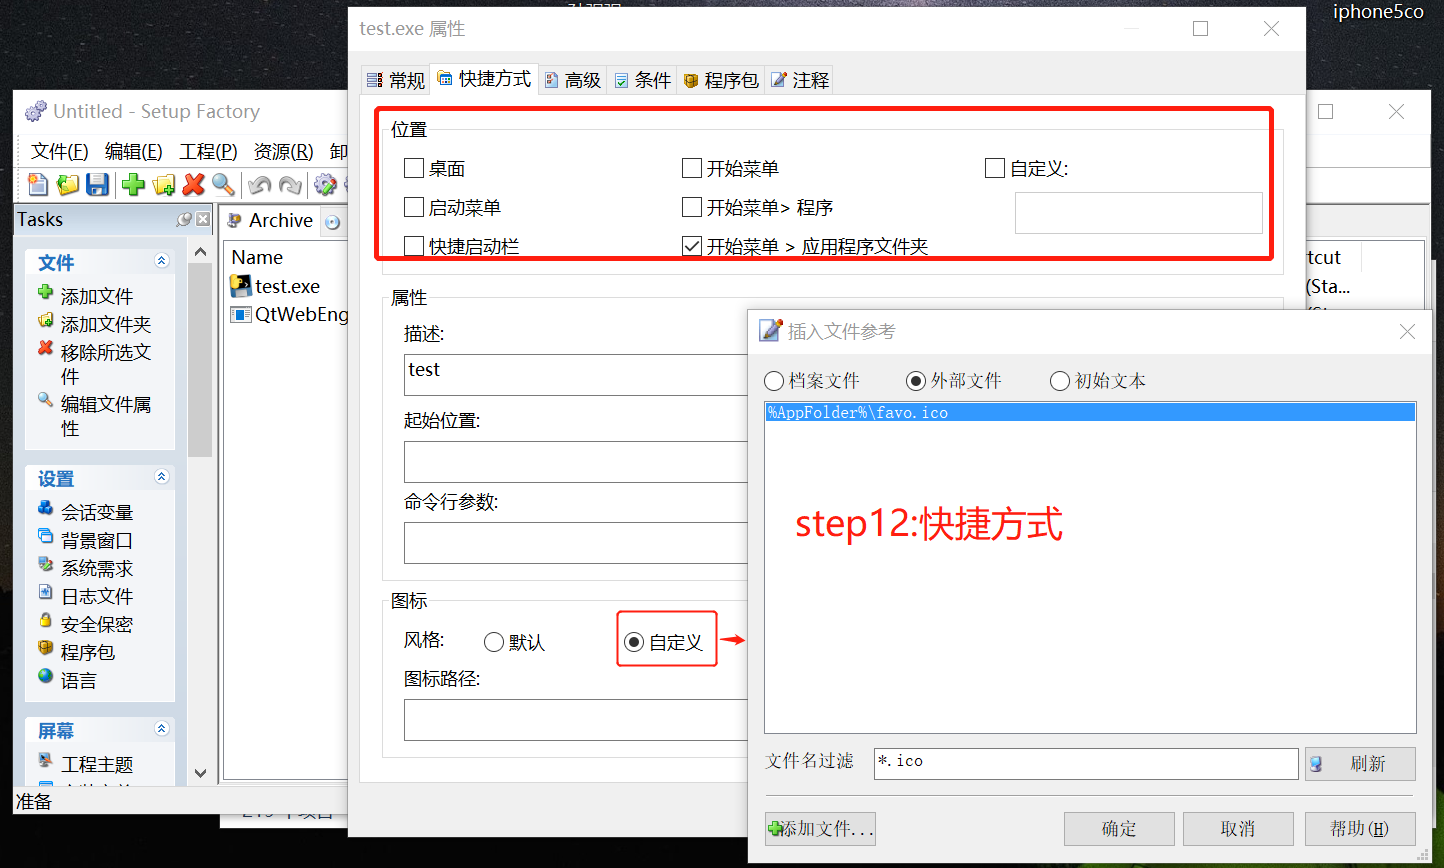 iphone5co
test.exe 属性
常规
快捷方式
高级
条件
程序包
注释
Untitled - Setup Factory
文件(F)
编辑(E)
工程(P)
资源(R)
卸
Tasks
文件
添加文件
添加文件夹
移除所选文
件
编辑文件属
性
设置
会话变量
背景窗口
系统需求
日志文件
安全保密
程序包
语言
屏幕
工程主题
准备
Archive
Name
test.exe
QtWebEng
tcut
(Sta...
位置
桌面
开始菜单
自定义:
启动菜单
开始菜单> 程序
快捷启动栏
开始菜单 > 应用程序文件夹
属性
描述:
test
起始位置:
命令行参数:
图标
风格:
默认
自定义
图标路径:
插入文件参考
档案文件
外部文件
初始文本
%AppFolder%\favo.ico
step12:快捷方式
文件名过滤
*.ico
刷新
添加文件...
确定
取消
帮助(H)